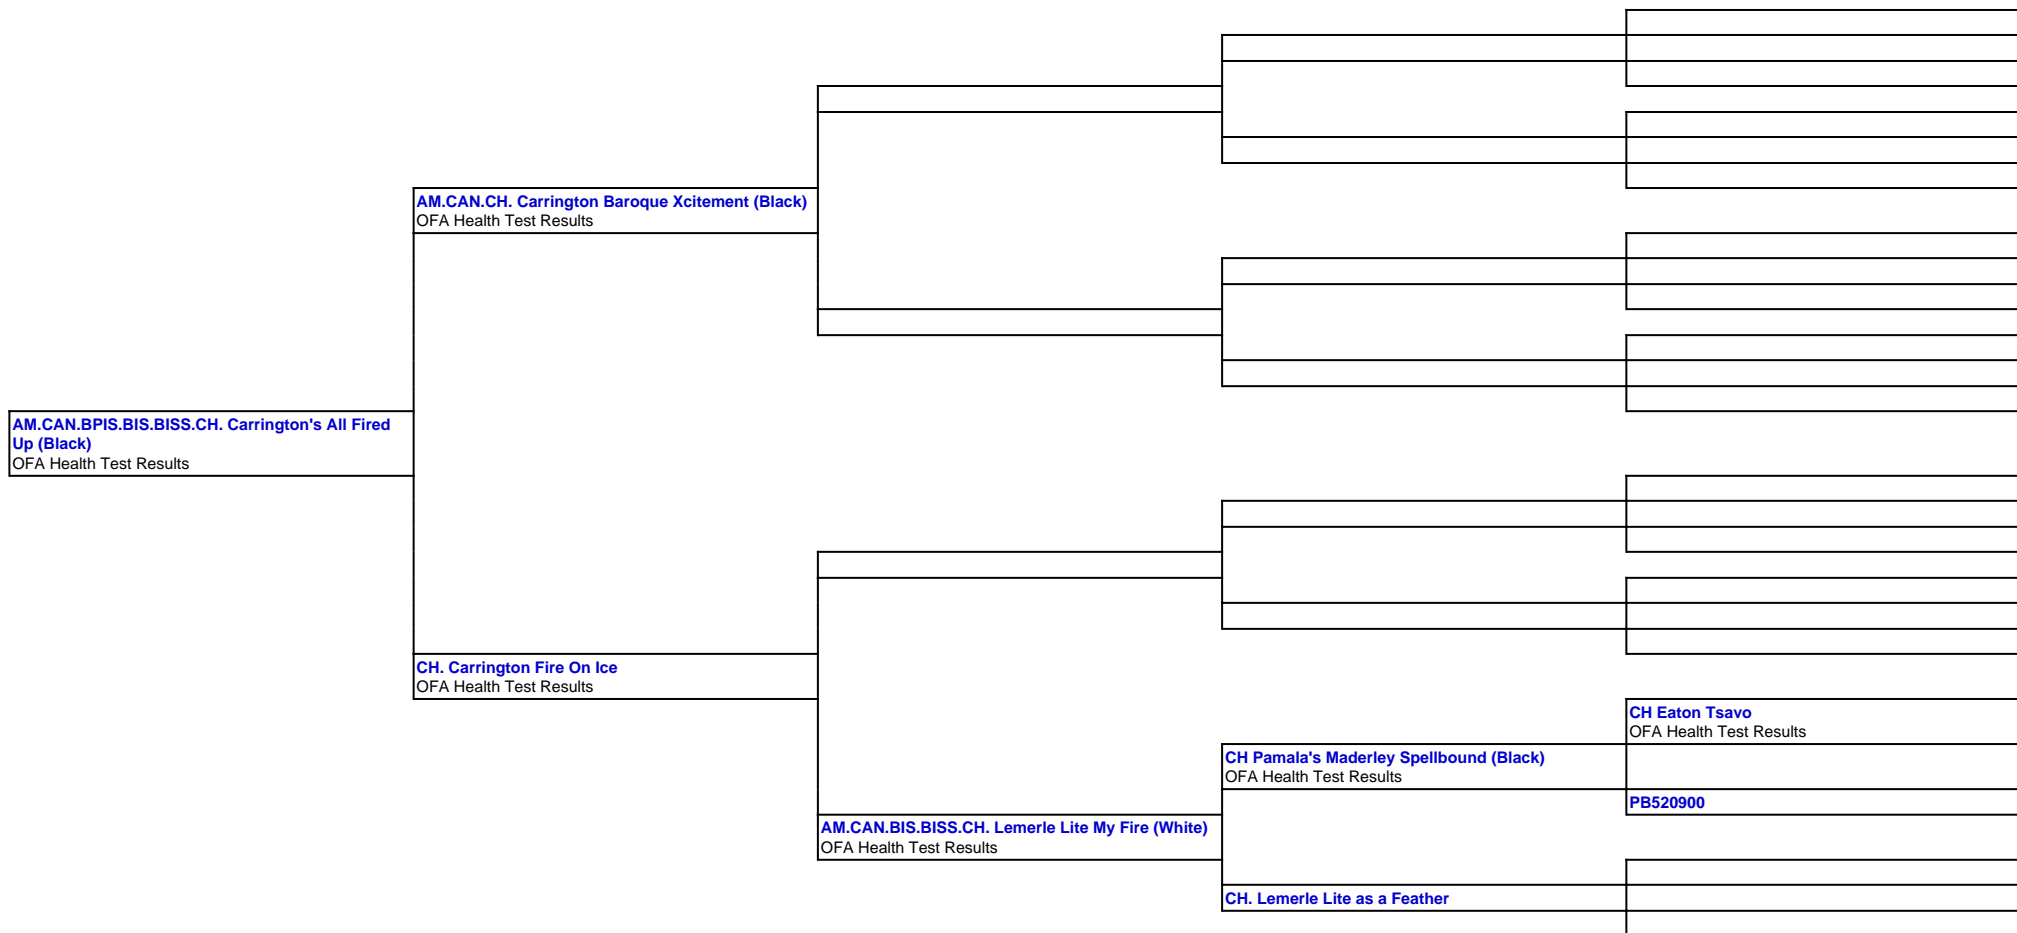 AM.CAN.CH. Carrington Baroque Xcitement (Black)
OFA Health Test Results
AM.CAN.BPIS.BIS.BISS.CH. Carrington's All Fired
Up (Black)
OFA Health Test Results
CH. Carrington Fire On Ice
OFA Health Test Results
CH Eaton Tsavo
OFA Health Test Results
CH Pamala's Maderley Spellbound (Black)
OFA Health Test Results
PB520900
AM.CAN.BIS.BISS.CH. Lemerle Lite My Fire (White)
OFA Health Test Results
CH. Lemerle Lite as a Feather